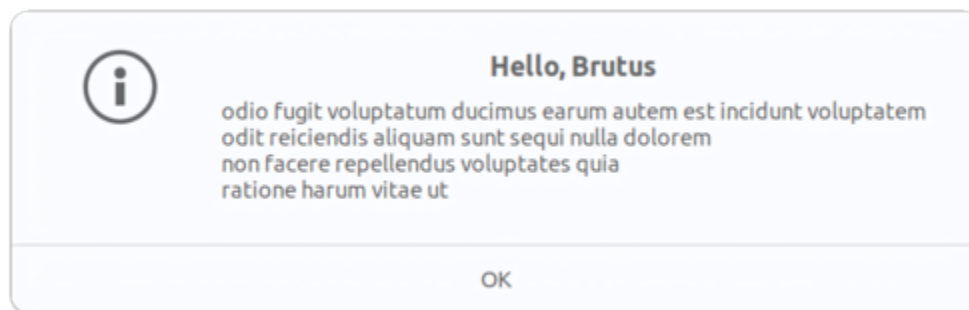 Hello, Brutus
odio fugit voluptatum ducimus earum autem est incidunt voluptatem
odit reiciendis aliquam sunt sequi nulla dolorem
non facere repellendus voluptates quia
ratione harum vitae ut
OK